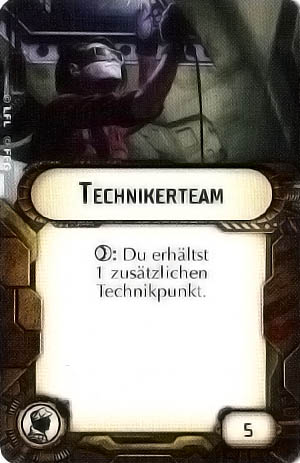 © LFL © FFG
TECHNIKERTEAM
: Du erhältst
1 zusätzlichen
Technikpunkt.
5